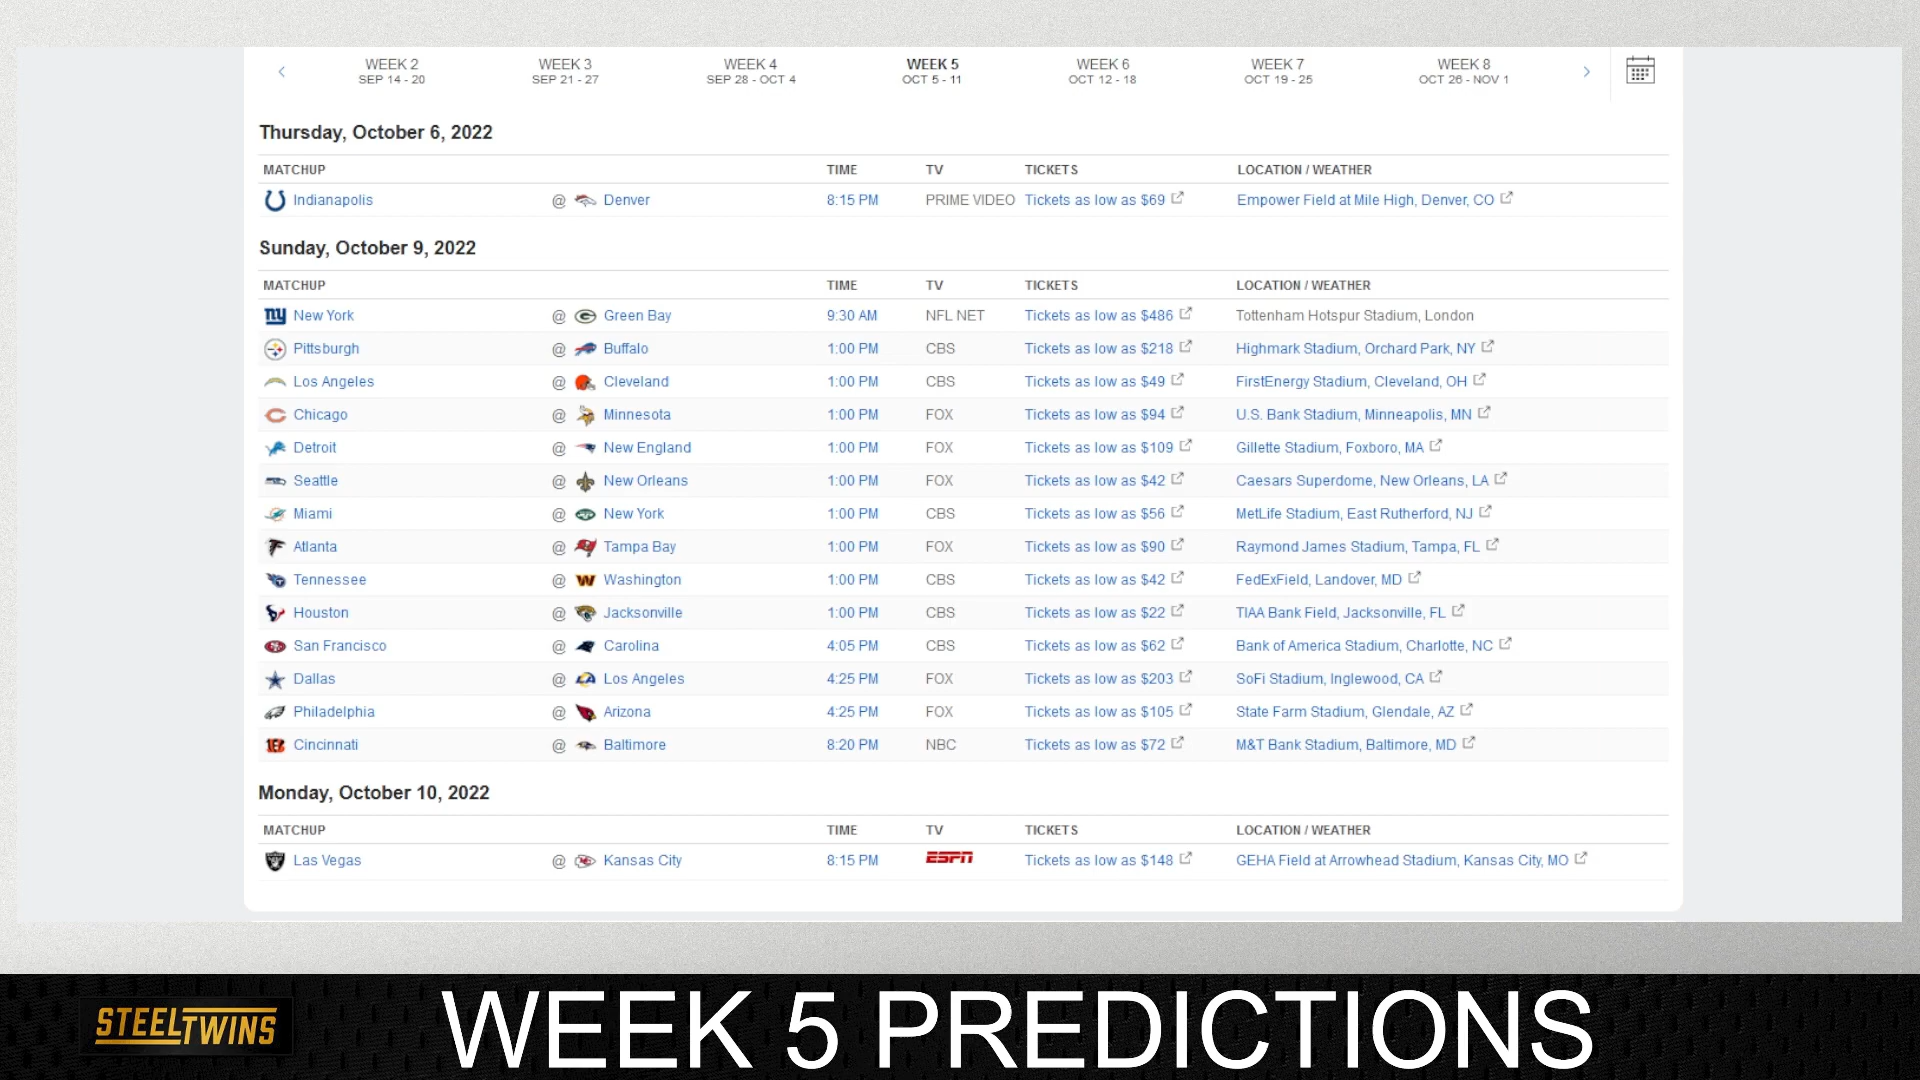 WEEK 2 WEEK 3 WEEK 4 WEEK 5 WEEK 6 WEEK 7 WEEK 8
SEP 14 - 20 SEP 21 - 27 SEP 28 - OCT 4 OCT 5 - 11 OCT 12 - 18 OCT 19 - 25 OCT 26 - NOV 1
Thursday, October 6, 2022
MATCHUP TIME TV TICKETS LOCATION / WEATHER
Indianapolis @ Denver 8:15 PM PRIME VIDEO Tickets as low as $69 Empower Field at Mile High, Denver, CO
Sunday, October 9, 2022
MATCHUP TIME TV TICKETS LOCATION / WEATHER
ny New York @ G Green Bay 9:30 AM NFL NET Tickets as low as $486 Tottenham Hotspur Stadium, London
Pittsburgh @ Buffalo 1:00 PM CBS Tickets as low as $218 Highmark Stadium, Orchard Park, NY
Los Angeles @ Cleveland 1:00 PM CBS Tickets as low as $49 FirstEnergy Stadium, Cleveland, OH
Chicago @ Minnesota 1:00 PM FOX Tickets as low as $94 U.S. Bank Stadium, Minneapolis, MN
Detroit @ New England 1:00 PM FOX Tickets as low as $109 Gillette Stadium, Foxboro, MA
Seattle @ New Orleans 1:00 PM FOX Tickets as low as $42 Caesars Superdome, New Orleans, LA
Miami @ New York 1:00 PM CBS Tickets as low as $56 MetLife Stadium, East Rutherford, NJ
Atlanta @ Tampa Bay 1:00 PM FOX Tickets as low as $90 Raymond James Stadium, Tampa, FL
Tennessee @ W Washington 1:00 PM CBS Tickets as low as $42 FedExField, Landover, MD
Houston @ Jacksonville 1:00 PM CBS Tickets as low as $22 TIAA Bank Field, Jacksonville, FL
San Francisco @ Carolina 4:05 PM CBS Tickets as low as $62 Bank of America Stadium, Charlotte, NC
Dallas @ LA Los Angeles 4:25 PM FOX Tickets as low as $203 SoFi Stadium, Inglewood, CA
Philadelphia @ Arizona 4:25 PM FOX Tickets as low as $105 State Farm Stadium, Glendale, AZ
Cincinnati @ Baltimore 8:20 PM NBC Tickets as low as $72 M&T Bank Stadium, Baltimore, MD
Monday, October 10, 2022
MATCHUP TIME TV TICKETS LOCATION / WEATHER
Las Vegas @ Kansas City 8:15 PM ESPN Tickets as low as $148 GEHA Field at Arrowhead Stadium, Kansas City, MO
STEELTWINS WEEK 5 PREDICTIONS